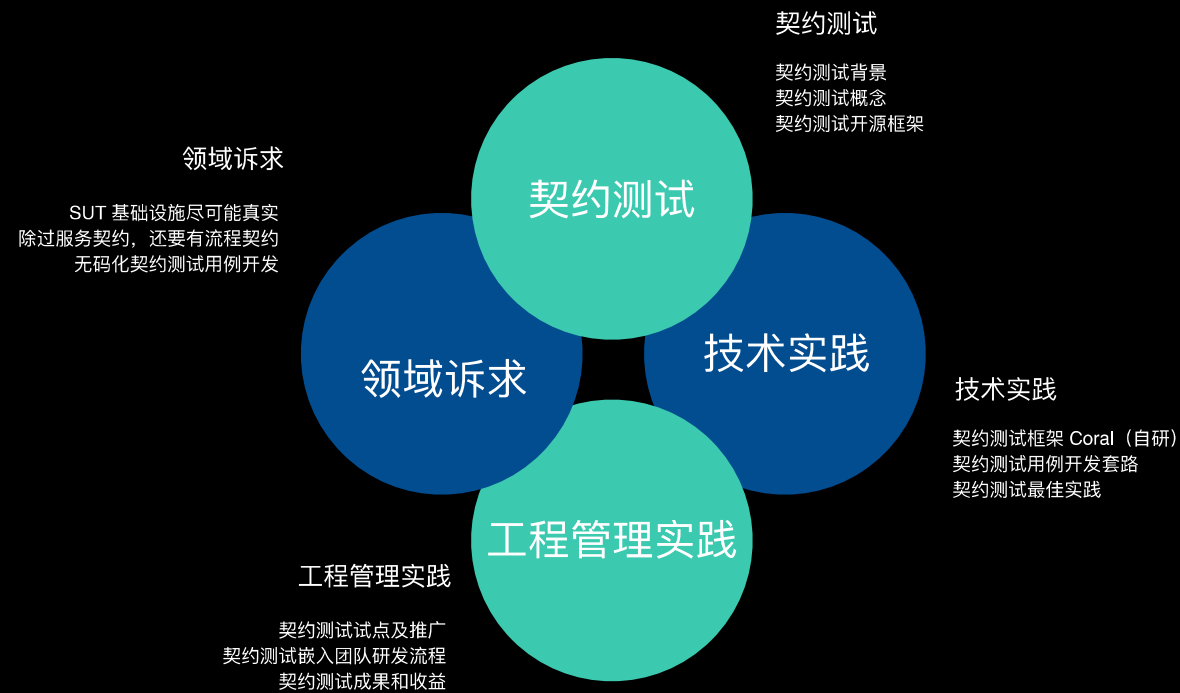 契约测试
契约测试背景
契约测试概念
契约测试开源框架
领域诉求
SUT 基础设施尽可能真实
除过服务契约，还要有流程契约
无码化契约测试用例开发
契约测试
领域诉求
技术实践
工程管理实践
技术实践
契约测试框架 Coral（自研）
契约测试用例开发套路
契约测试最佳实践
工程管理实践
契约测试试点及推广
契约测试嵌入团队研发流程
契约测试成果和收益